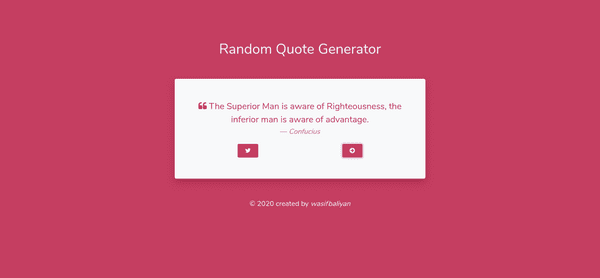 Random Quote Generator
❝ The Superior Man is aware of Righteousness, the
inferior man is aware of advantage.
— Confucius
© 2020 created by wasifbaliyan